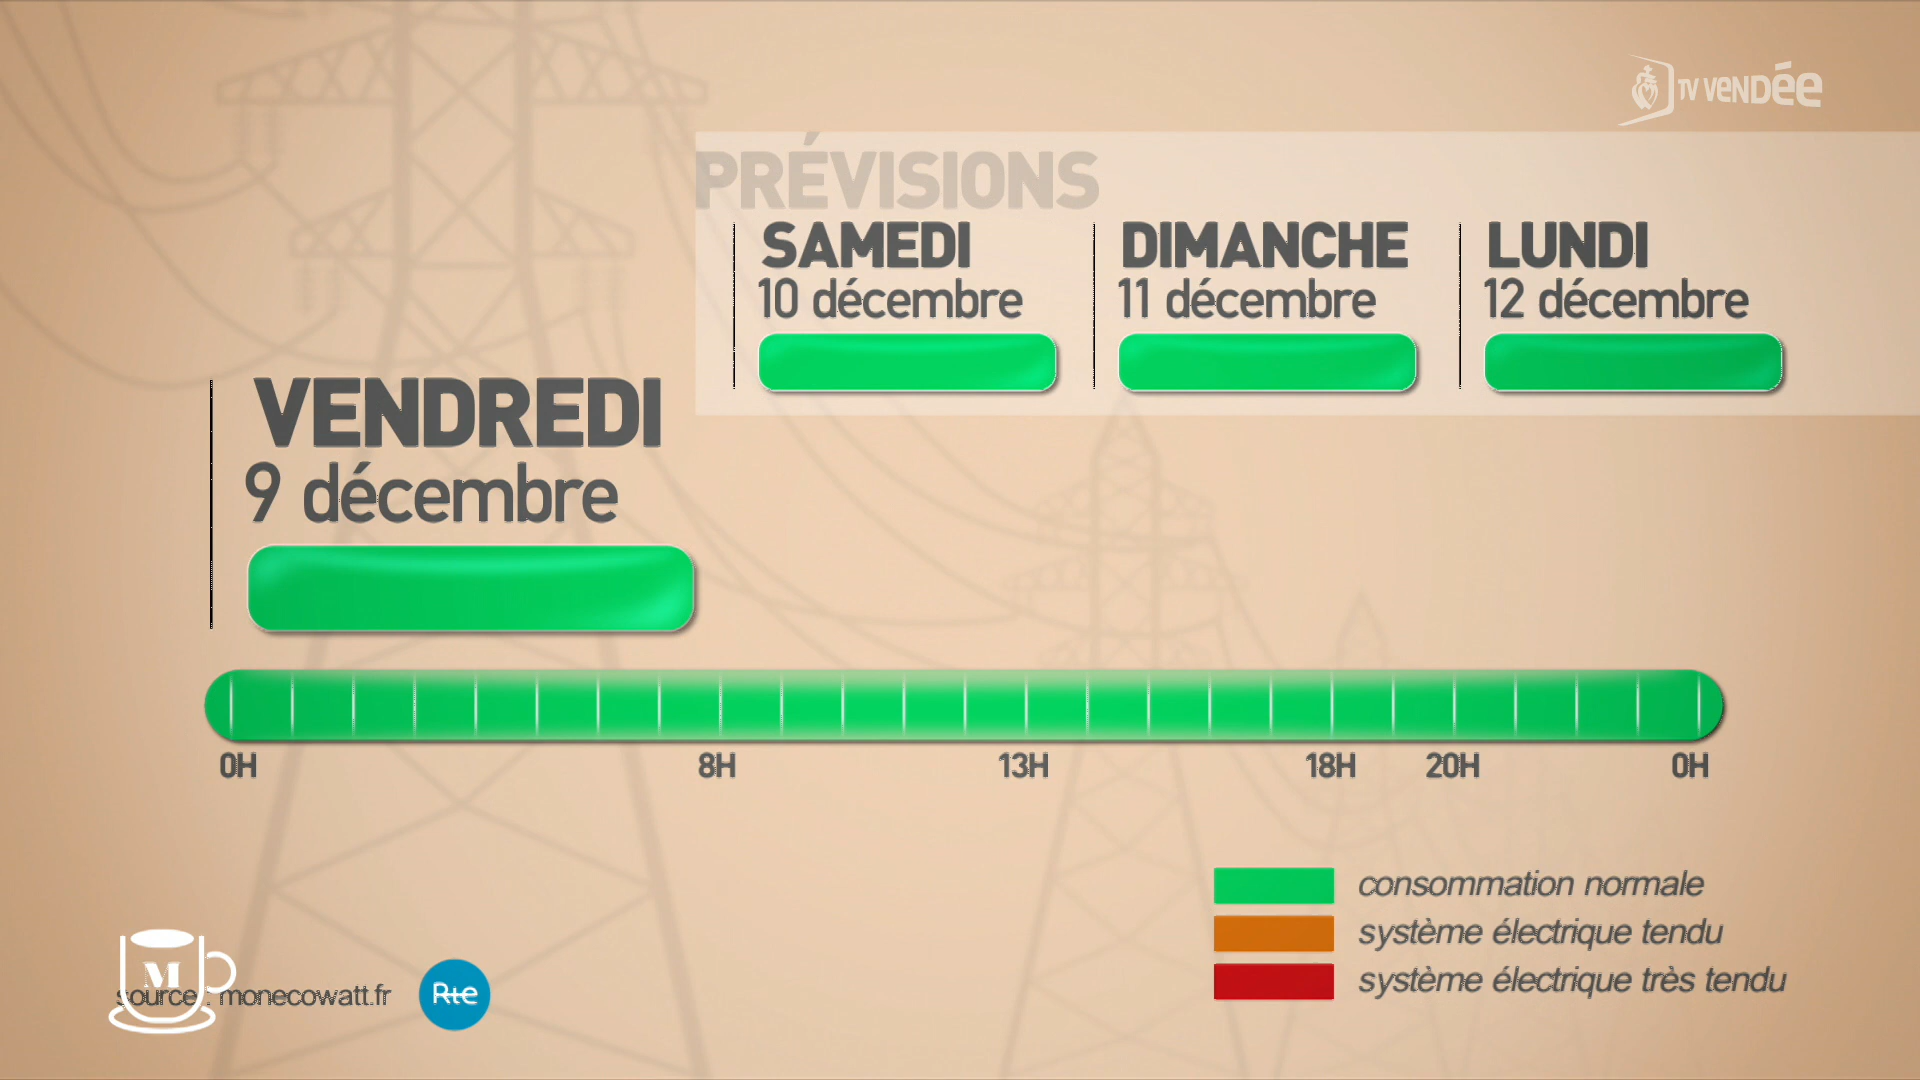 TV VENDÉE
PRÉVISIONS
SAMEDI
10 décembre
DIMANCHE
11 décembre
LUNDI
12 décembre
VENDREDI
9 décembre
0H 8H 13H 18H 20H 0H
consommation normale
système électrique tendu
système électrique très tendu
M
source : monecowatt.fr
Rte